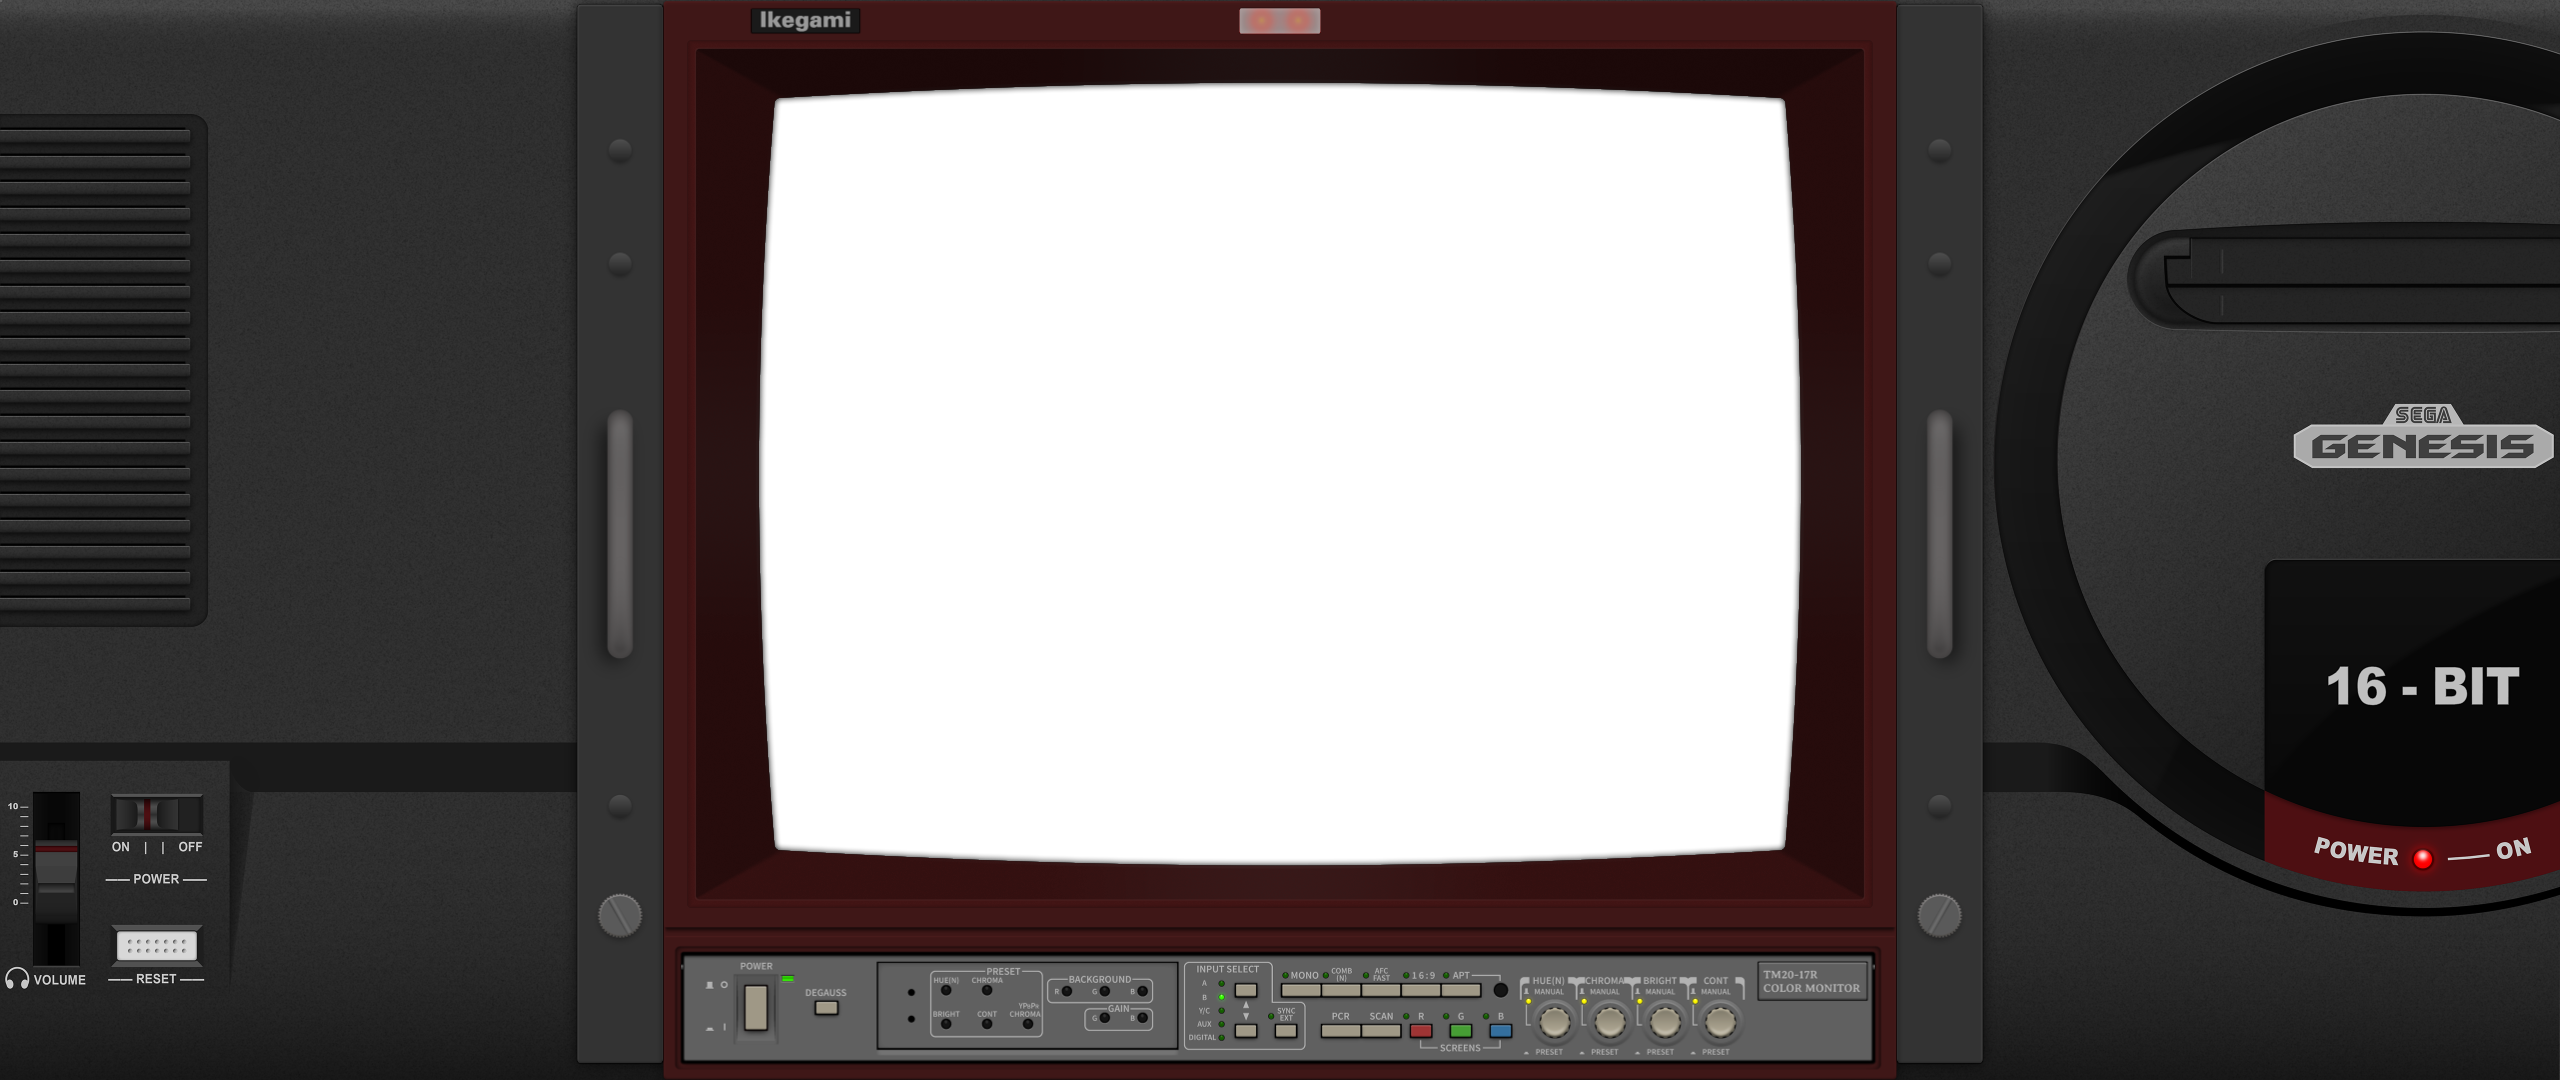 Ikegami
SEGA
GENESIS
16 - BIT
POWER
ON
10
5
0
ON | | OFF
POWER
VOLUME
RESET
POWER
DEGAUSS
PRESET
HUE(N)
CHROMA
BRIGHT
CONT
YPBPR
CHROMA
BACKGROUND
R G B
GAIN
G B
INPUT SELECT
A
B
Y/C
AUX
DIGITAL
SYNC
EXT
MONO
COMB
(N)
AFC
FAST
16:9
APT
PCR
SCAN
R
G
B
SCREENS
HUE(N)
MANUAL
PRESET
CHROMA
MANUAL
PRESET
BRIGHT
MANUAL
PRESET
CONT
MANUAL
PRESET
TM20-17R
COLOR MONITOR